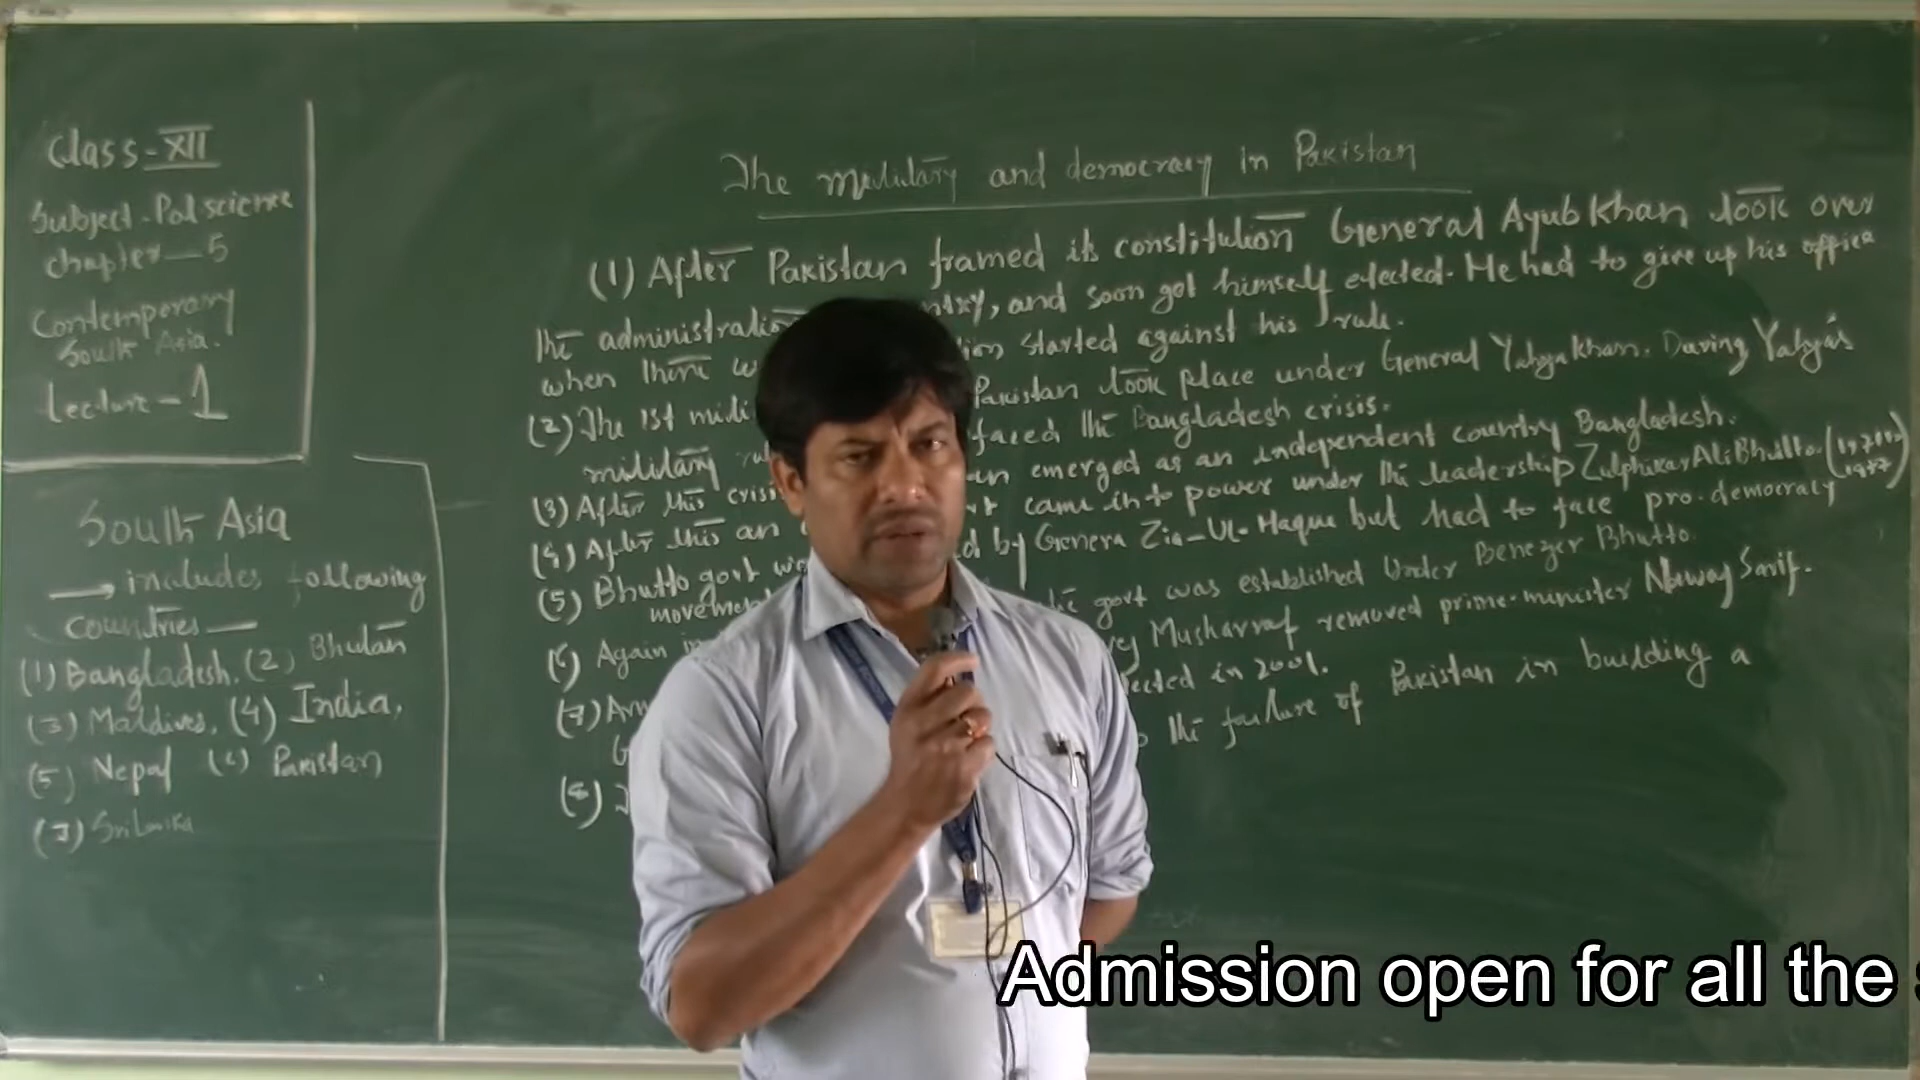 Class-XII
Subject-Pol science
chapter-5
Contemporary
South Asia.
Lecture-1
South Asia
→ includes following
countries—
(1) Bangladesh, (2) Bhutan
(3) Maldives, (4) India,
(5) Nepal (6) Pakistan
(7) SriLanka
The military and democracy in Pakistan
(1) After Pakistan framed its constitution General Ayub Khan took over
the administration and soon got himself elected. He had to give up his office
when there started against his rule.
(2) The 1st Pakistan took place under General Yahya khan. During Yahya's
military faced the Bangladesh crisis.
(3) After this emerged as an independent country Bangladesh.
(4) After this an came into power under the leadership Zulphikar Ali Bhutto.
(5) Bhutto govt by Genera Zia-Ul-Haque but had to face pro-democracy
movement
(6) Again govt was established Under Benezer Bhutto.
(7) Musharraf removed prime-minister Nawaj Sarif.
in 2001.
(8) the failure of Pakistan in building a
Admission open for all the